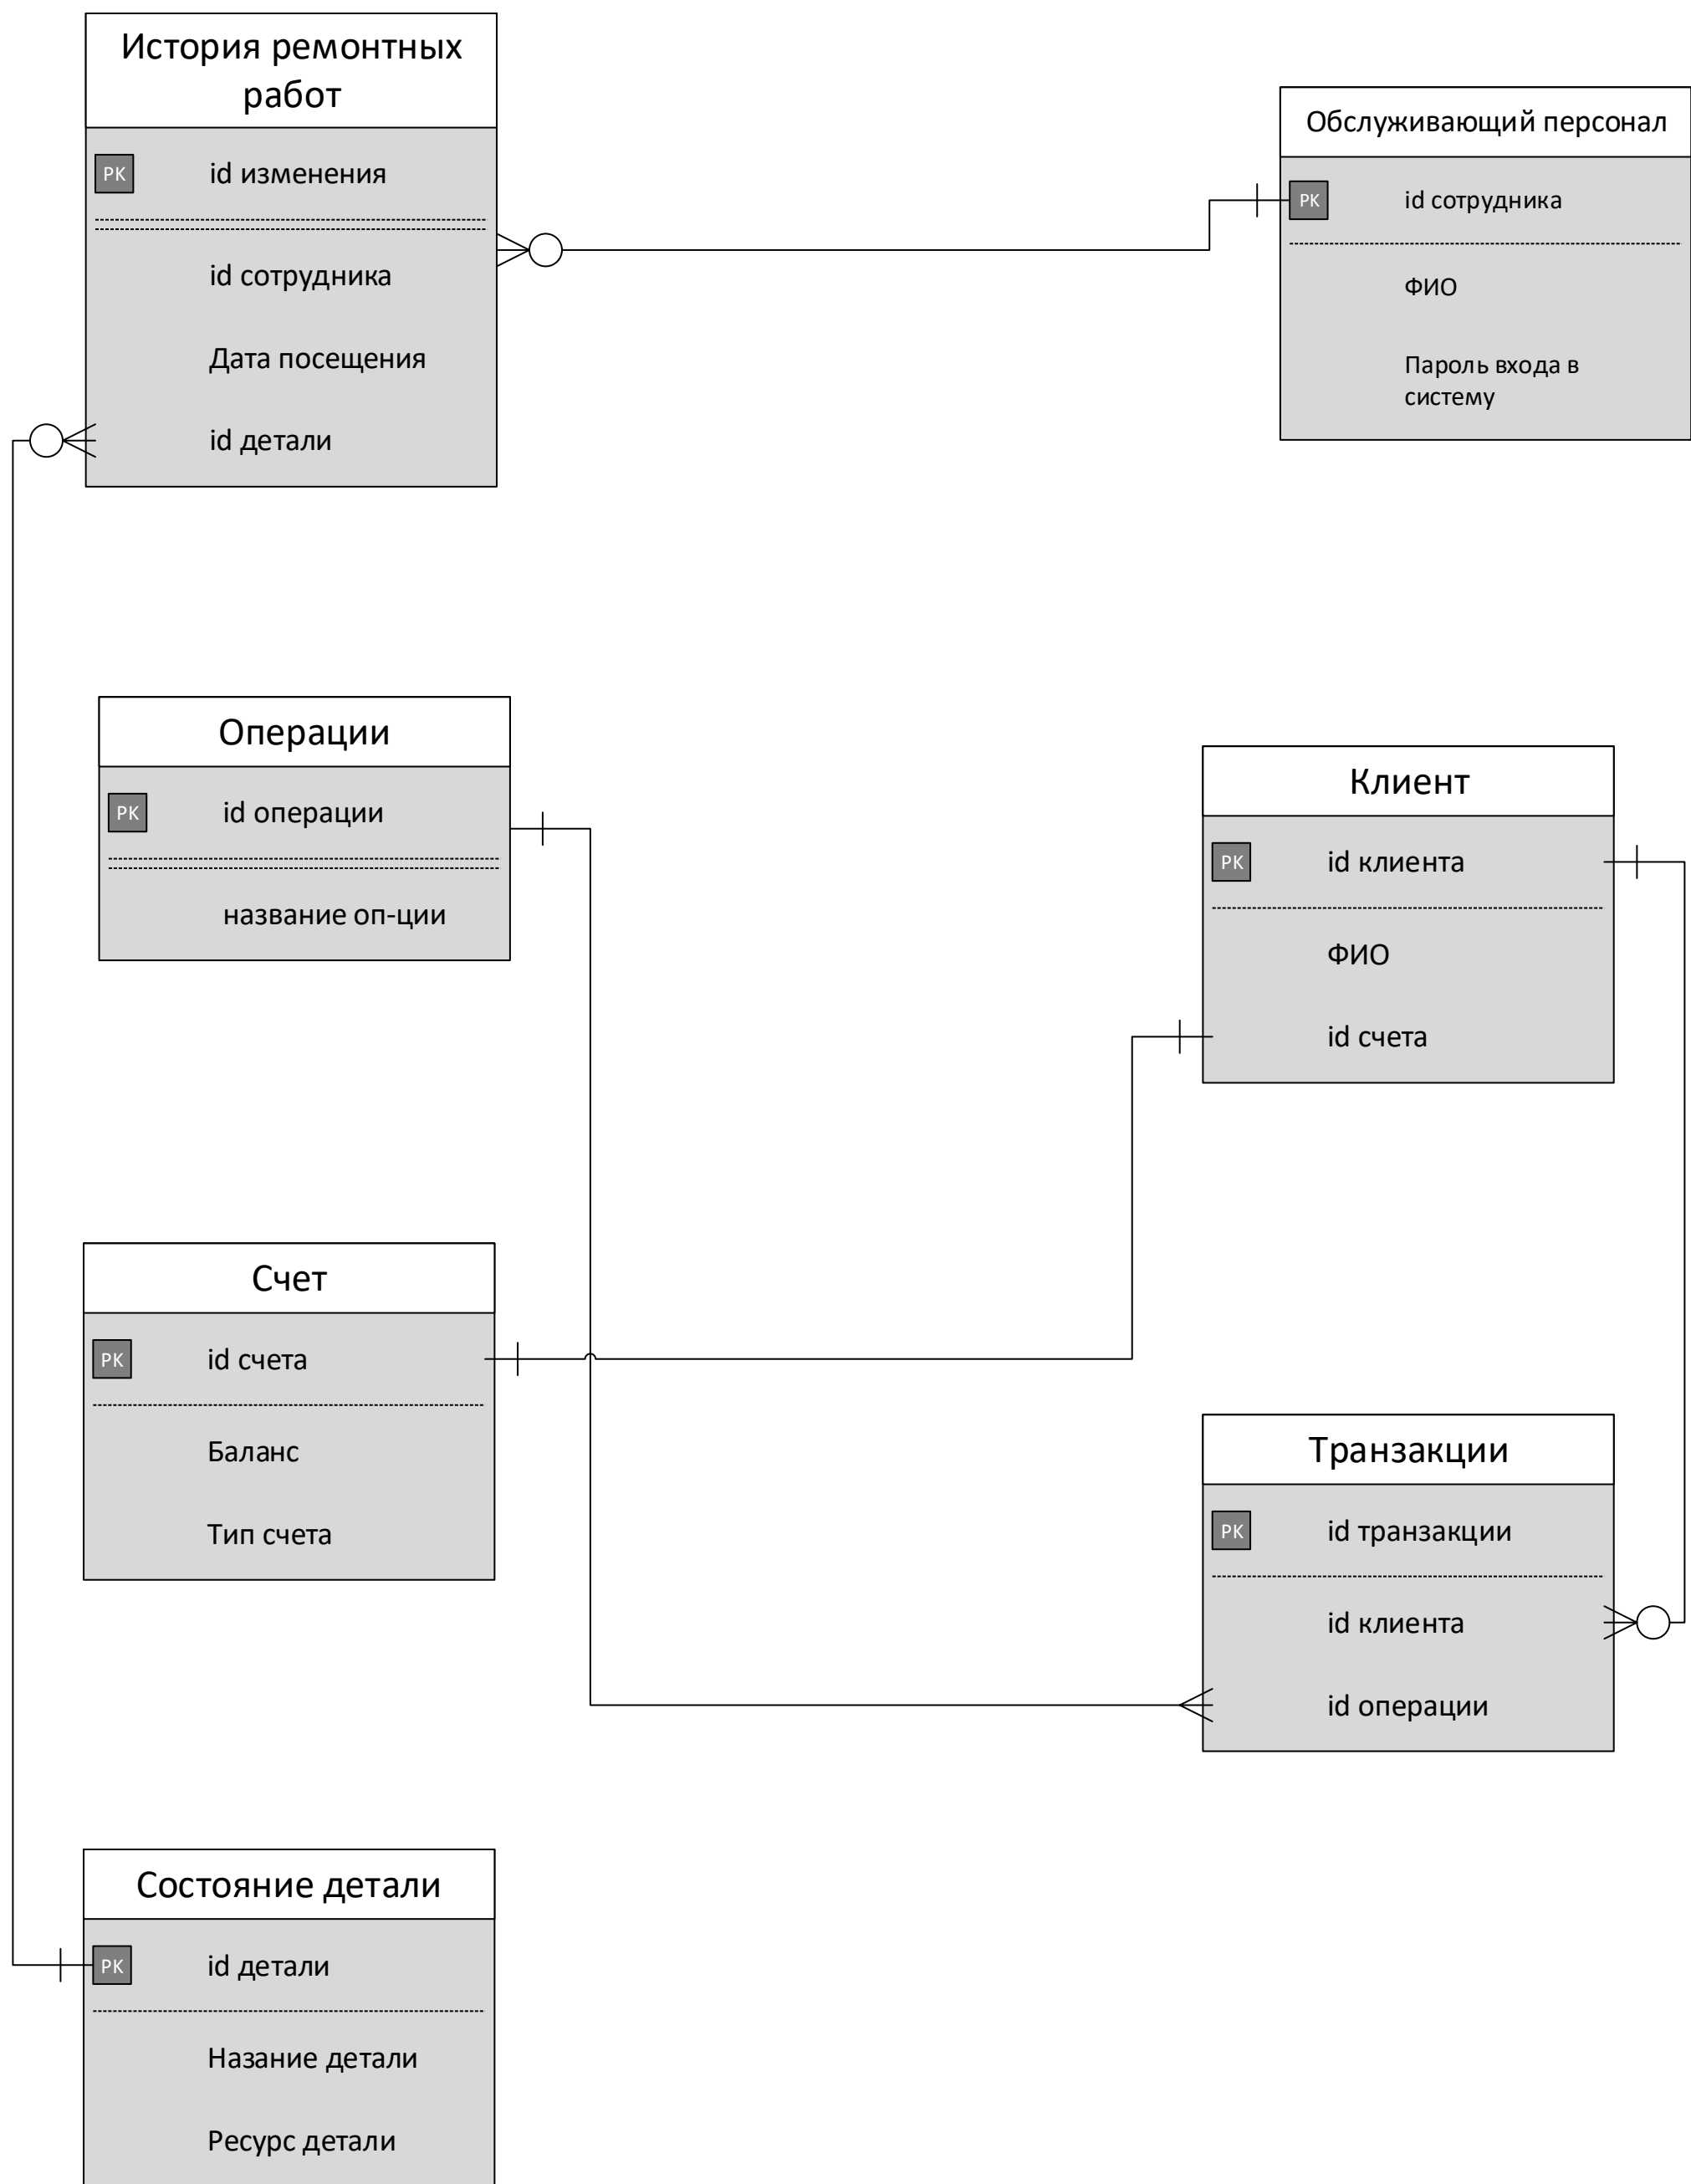 История ремонтных
работ
PK id изменения
id сотрудника
Дата посещения
id детали
Обслуживающий персонал
PK id сотрудника
ФИО
Пароль входа в
систему
Операции
PK id операции
название оп-ции
Клиент
PK id клиента
ФИО
id счета
Счет
PK id счета
Баланс
Тип счета
Транзакции
PK id транзакции
id клиента
id операции
Состояние детали
PK id детали
Назание детали
Ресурс детали